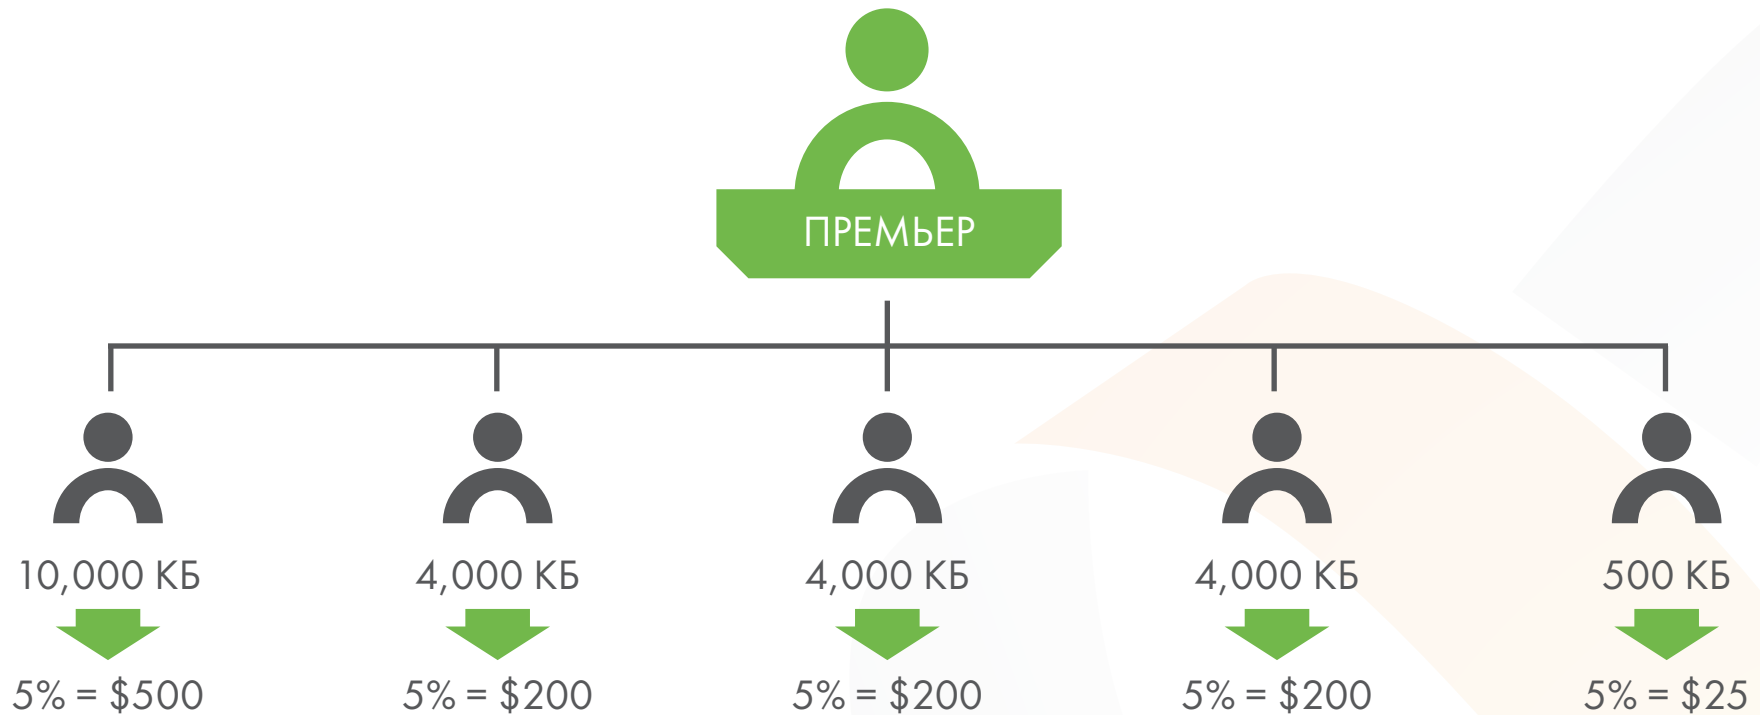 ПРЕМЬЕР
10,000 КБ
4,000 КБ
4,000 КБ
4,000 КБ
500 КБ
5% = $500
5% = $200
5% = $200
5% = $200
5% = $25